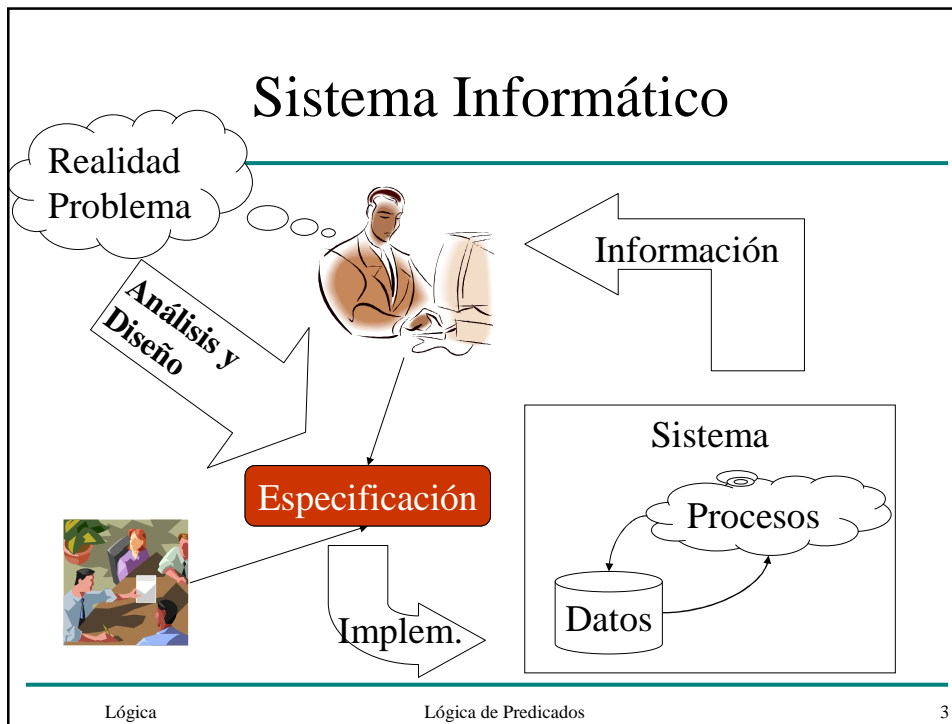 Sistema Informático
Realidad
Problema
Información
Análisis y
Diseño
Sistema
Especificación
Procesos
Datos
Implem.
Lógica
Lógica de Predicados
3